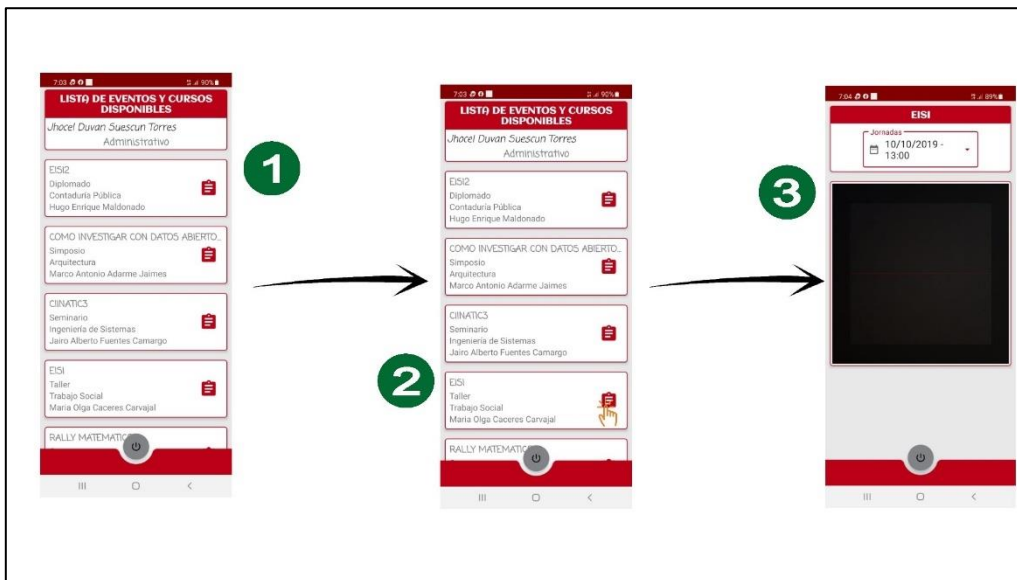 7:03
90%
LISTA DE EVENTOS Y CURSOS
DISPONIBLES
Jhocel Duvan Suescun Torres
Administrativo
EISI2
Diplomado
Contaduría Pública
Hugo Enrique Maldonado
COMO INVESTIGAR CON DATOS ABIERTO...
Simposio
Arquitectura
Marco Antonio Adarme Jaimes
CIINATIC3
Seminario
Ingeniería de Sistemas
Jairo Alberto Fuentes Camargo
EISI
Taller
Trabajo Social
Maria Olga Caceres Carvajal
RALLY MATEMATIC
1
7:03
90%
LISTA DE EVENTOS Y CURSOS
DISPONIBLES
Jhocel Duvan Suescun Torres
Administrativo
EISI2
Diplomado
Contaduría Pública
Hugo Enrique Maldonado
COMO INVESTIGAR CON DATOS ABIERTO...
Simposio
Arquitectura
Marco Antonio Adarme Jaimes
CIINATIC3
Seminario
Ingeniería de Sistemas
Jairo Alberto Fuentes Camargo
2
EISI
Taller
Trabajo Social
Maria Olga Caceres Carvajal
RALLY MATEMATIC
7:04
89%
EISI
Jornadas
10/10/2019 -
13:00
3